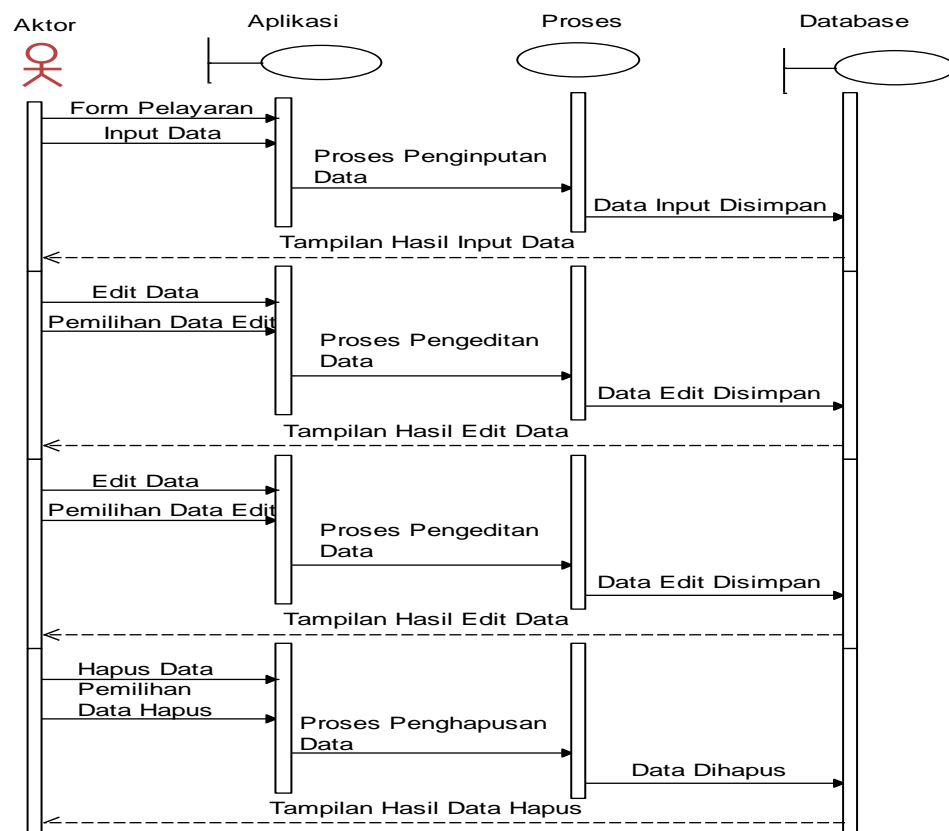 Aktor
Aplikasi
Proses
Database
Form Pelayaran
Input Data
Proses Penginputan
Data
Data Input Disimpan
Tampilan Hasil Input Data
Edit Data
Pemilihan Data Edit
Proses Pengeditan
Data
Data Edit Disimpan
Tampilan Hasil Edit Data
Edit Data
Pemilihan Data Edit
Proses Pengeditan
Data
Data Edit Disimpan
Tampilan Hasil Edit Data
Hapus Data
Pemilihan
Data Hapus
Proses Penghapusan
Data
Data Dihapus
Tampilan Hasil Data Hapus